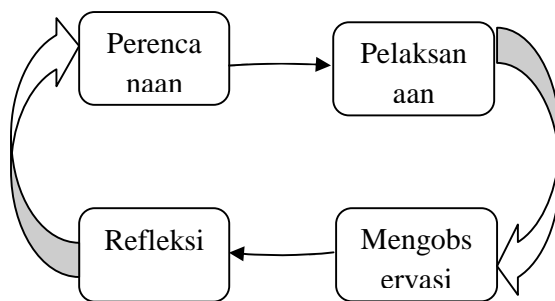 Perenca
naan
Pelaksan
aan
Refleksi
Mengobs
ervasi